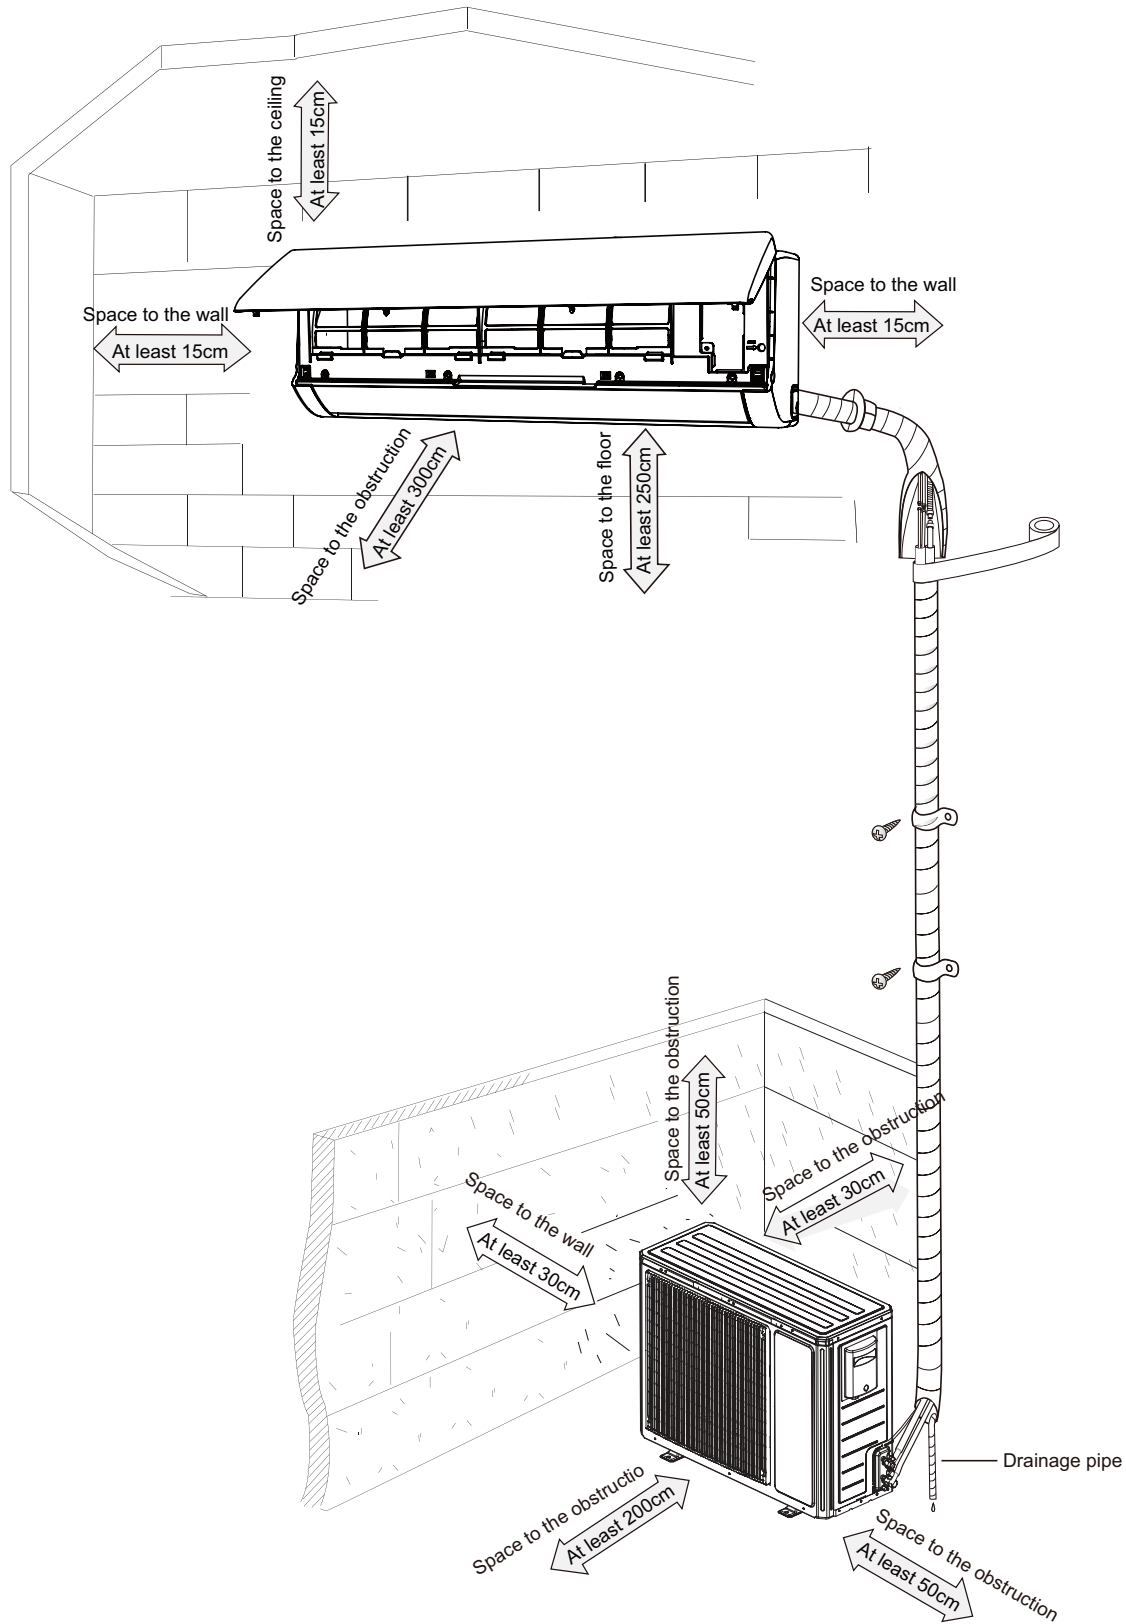 Space to the ceiling
At least 15cm
Space to the wall
At least 15cm
Space to the wall
At least 15cm
Space to the obstruction
At least 300cm
Space to the floor
At least 250cm
Space to the obstruction
At least 50cm
Space to the obstruction
At least 30cm
Space to the wall
At least 30cm
Drainage pipe
Space to the obstructio
At least 200cm
Space to the obstruction
At least 50cm